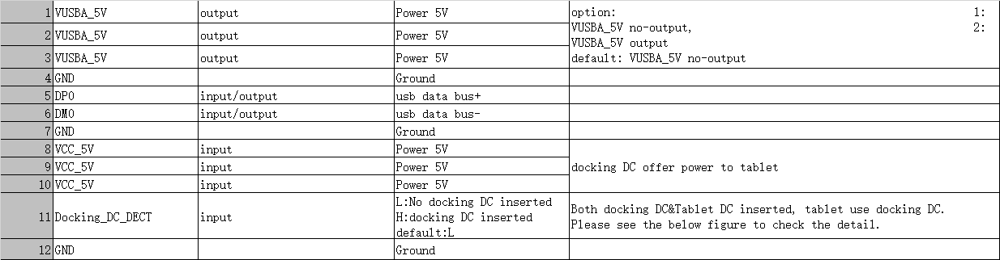 1 VUSBA_5V output Power 5V option: 1:
VUSBA_5V no-output, 2:
2 VUSBA_5V output Power 5V
VUSBA_5V output
3 VUSBA_5V output Power 5V default: VUSBA_5V no-output
4 GND Ground
5 DP0 input/output usb data bus+
6 DM0 input/output usb data bus-
7 GND Ground
8 VCC_5V input Power 5V
9 VCC_5V input Power 5V docking DC offer power to tablet
10 VCC_5V input Power 5V
11 Docking_DC_DECT input
L:No docking DC inserted
H:docking DC inserted
default:L
Both docking DC&Tablet DC inserted, tablet use docking DC.
Please see the below figure to check the detail.
12 GND Ground